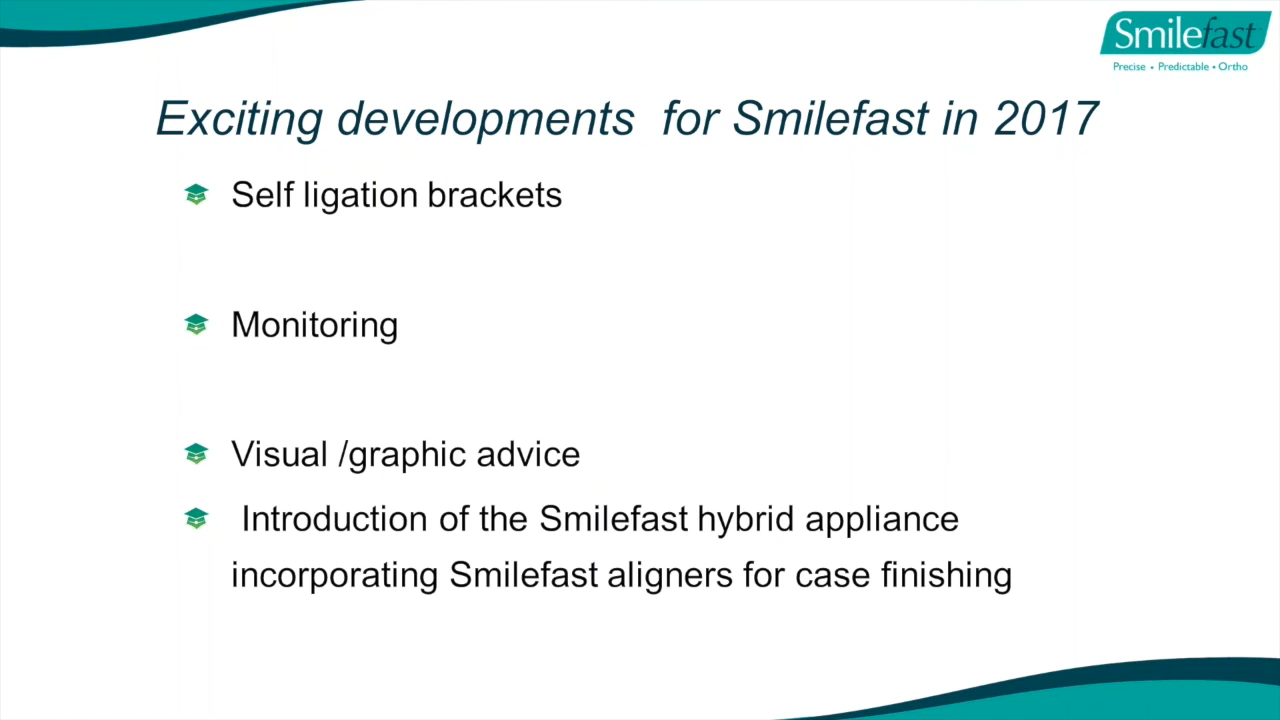 Smilefast
Precise • Predictable • Ortho
Exciting developments  for Smilefast in 2017
Self ligation brackets
Monitoring
Visual /graphic advice
Introduction of the Smilefast hybrid appliance
incorporating Smilefast aligners for case finishing